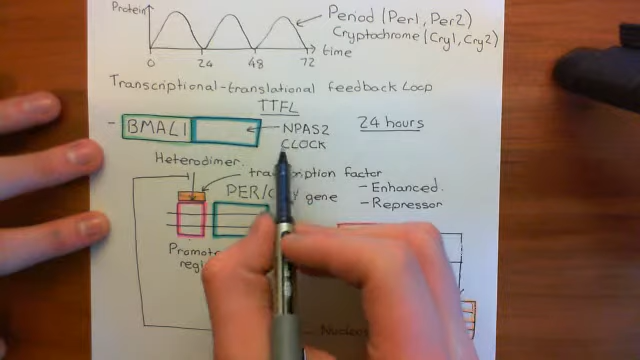 Protein
Period (Per1, Per2)
Cryptochrome (Cry1, Cry2)
time
0 24 48 72
Transcriptional-translational feedback Loop
TTFL
- BMAL1
NPAS2
CLOCK
24 hours
Heterodimer.
transcription factor
PER/
gene
- Enhanced.
- Repressor